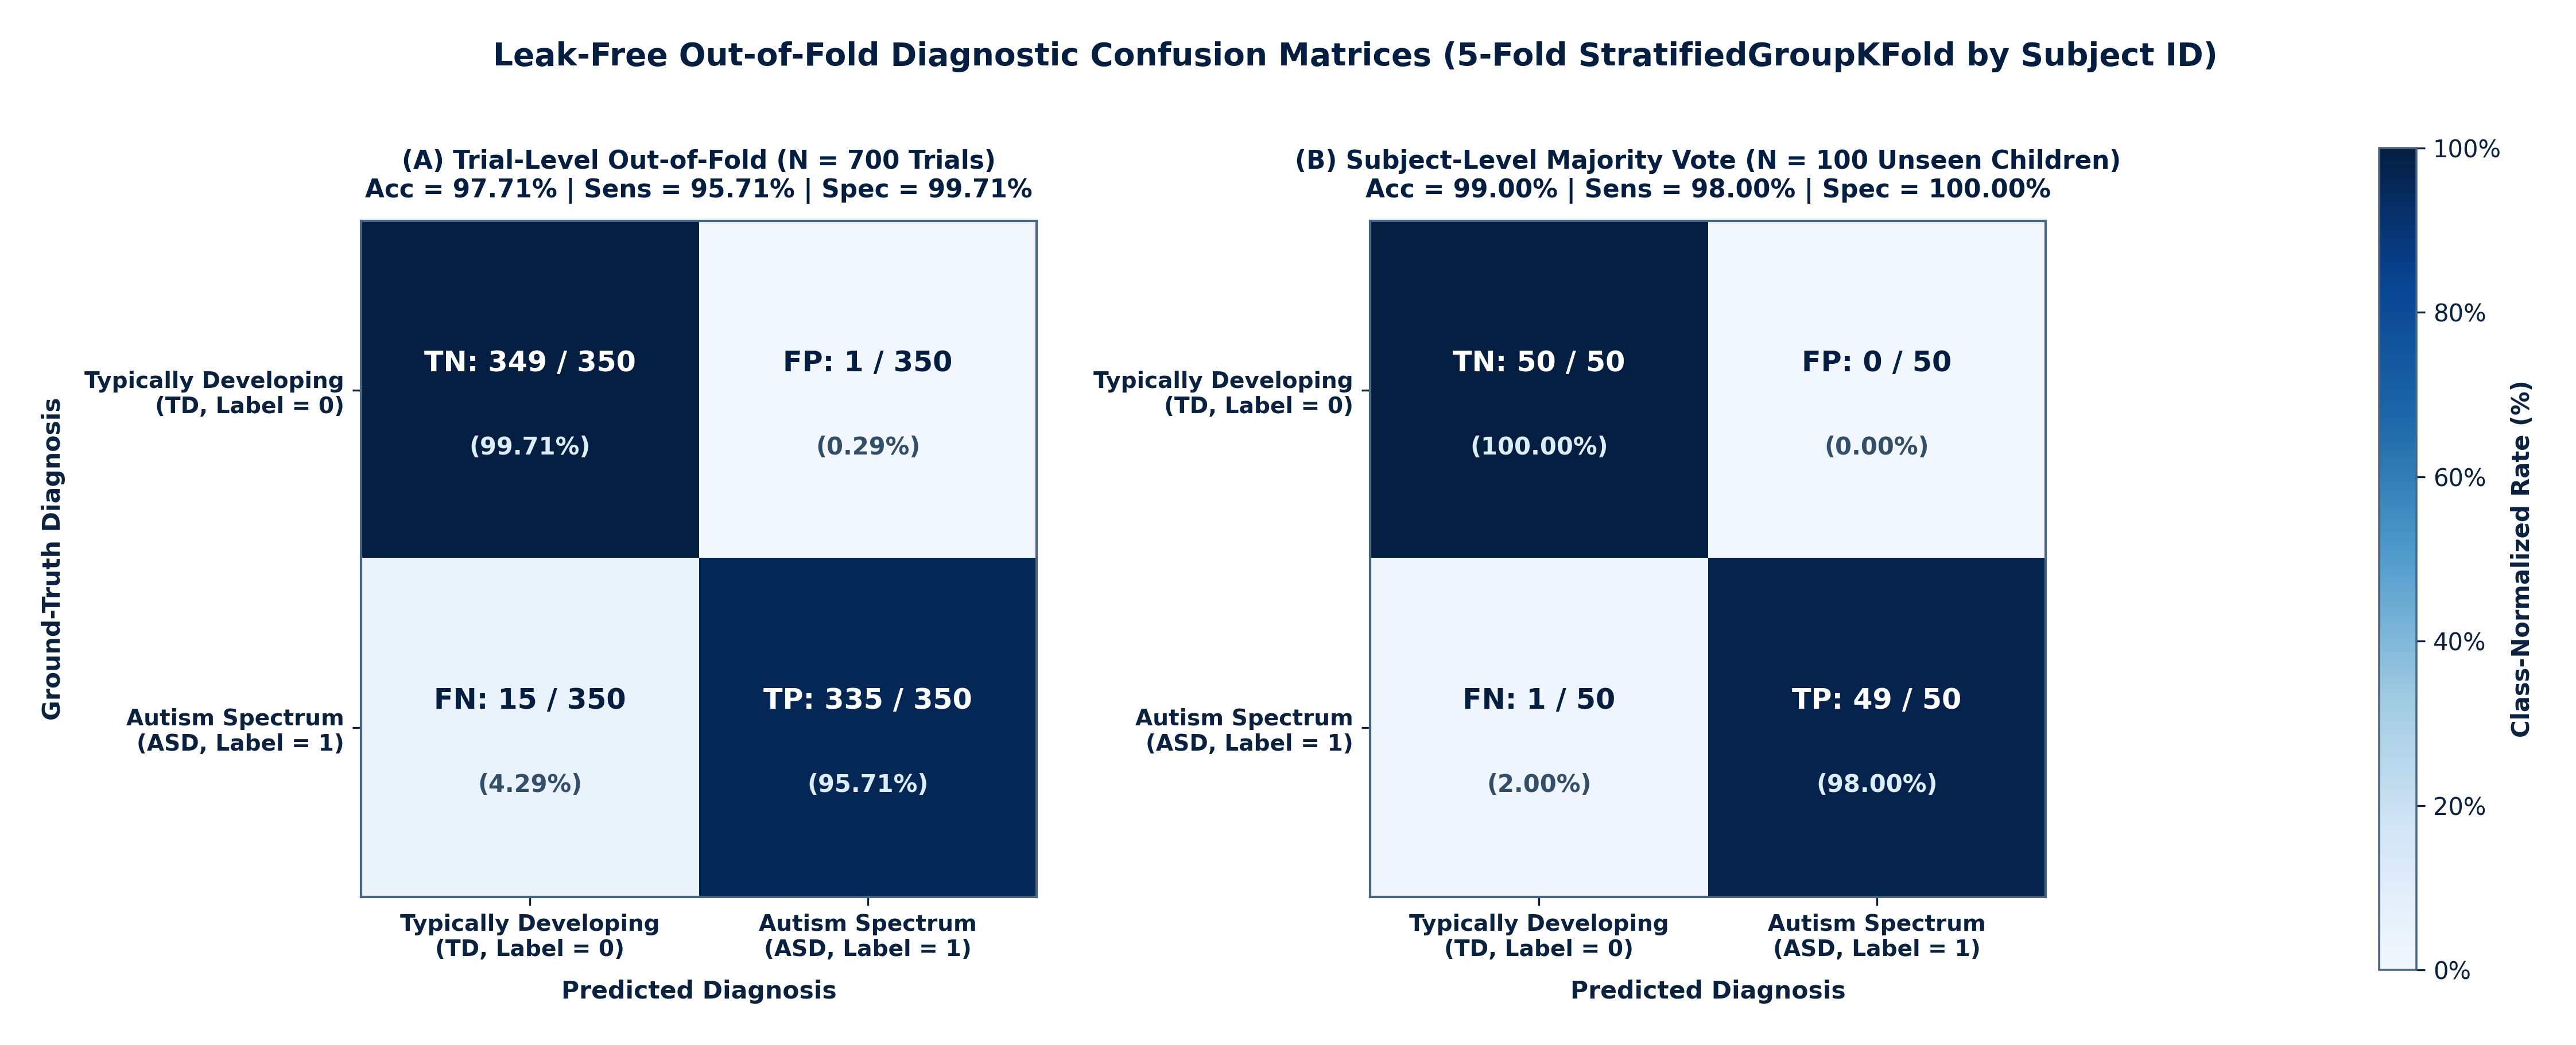 Leak-Free Out-of-Fold Diagnostic Confusion Matrices (5-Fold StratifiedGroupKFold by Subject ID)
(A) Trial-Level Out-of-Fold (N = 700 Trials)
Acc = 97.71% | Sens = 95.71% | Spec = 99.71%
Ground-Truth Diagnosis
Typically Developing
(TD, Label = 0)
Autism Spectrum
(ASD, Label = 1)
TN: 349 / 350
(99.71%)
FP: 1 / 350
(0.29%)
FN: 15 / 350
(4.29%)
TP: 335 / 350
(95.71%)
Typically Developing
(TD, Label = 0)
Autism Spectrum
(ASD, Label = 1)
Predicted Diagnosis
(B) Subject-Level Majority Vote (N = 100 Unseen Children)
Acc = 99.00% | Sens = 98.00% | Spec = 100.00%
Typically Developing
(TD, Label = 0)
Autism Spectrum
(ASD, Label = 1)
TN: 50 / 50
(100.00%)
FP: 0 / 50
(0.00%)
FN: 1 / 50
(2.00%)
TP: 49 / 50
(98.00%)
Typically Developing
(TD, Label = 0)
Autism Spectrum
(ASD, Label = 1)
Predicted Diagnosis
100%
80%
60%
40%
20%
0%
Class-Normalized Rate (%)